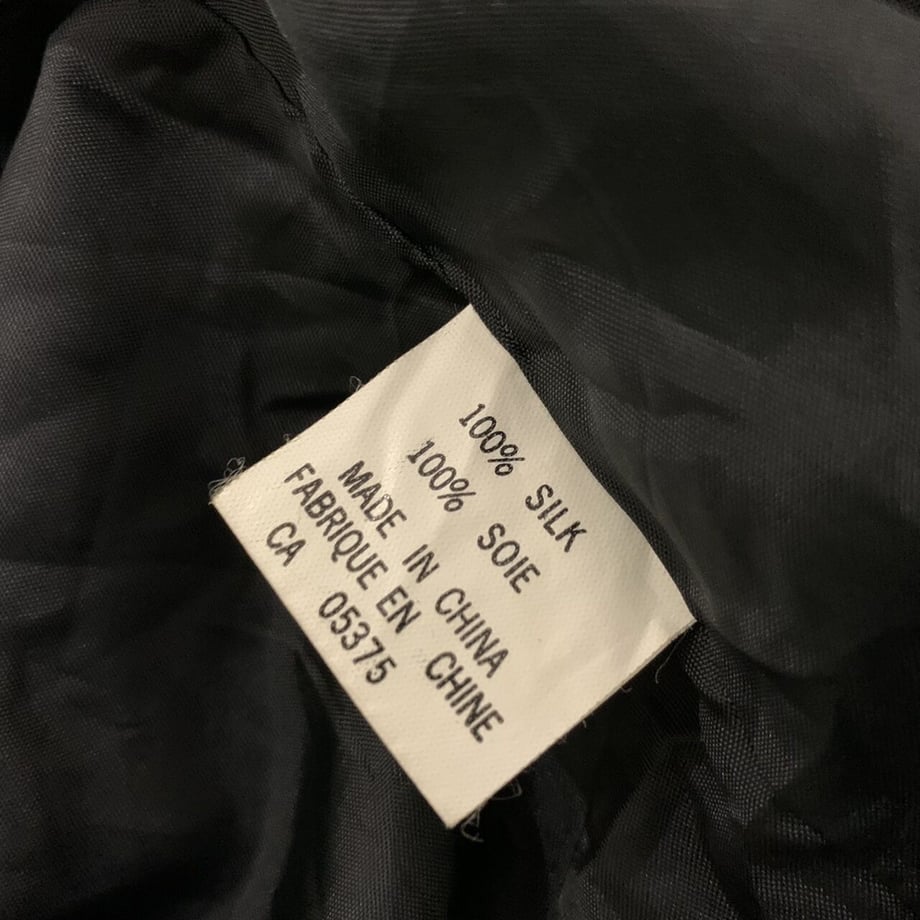 100% SILK
100% SOIE
MADE IN CHINA
FABRIQUE EN CHINE
CA 05375